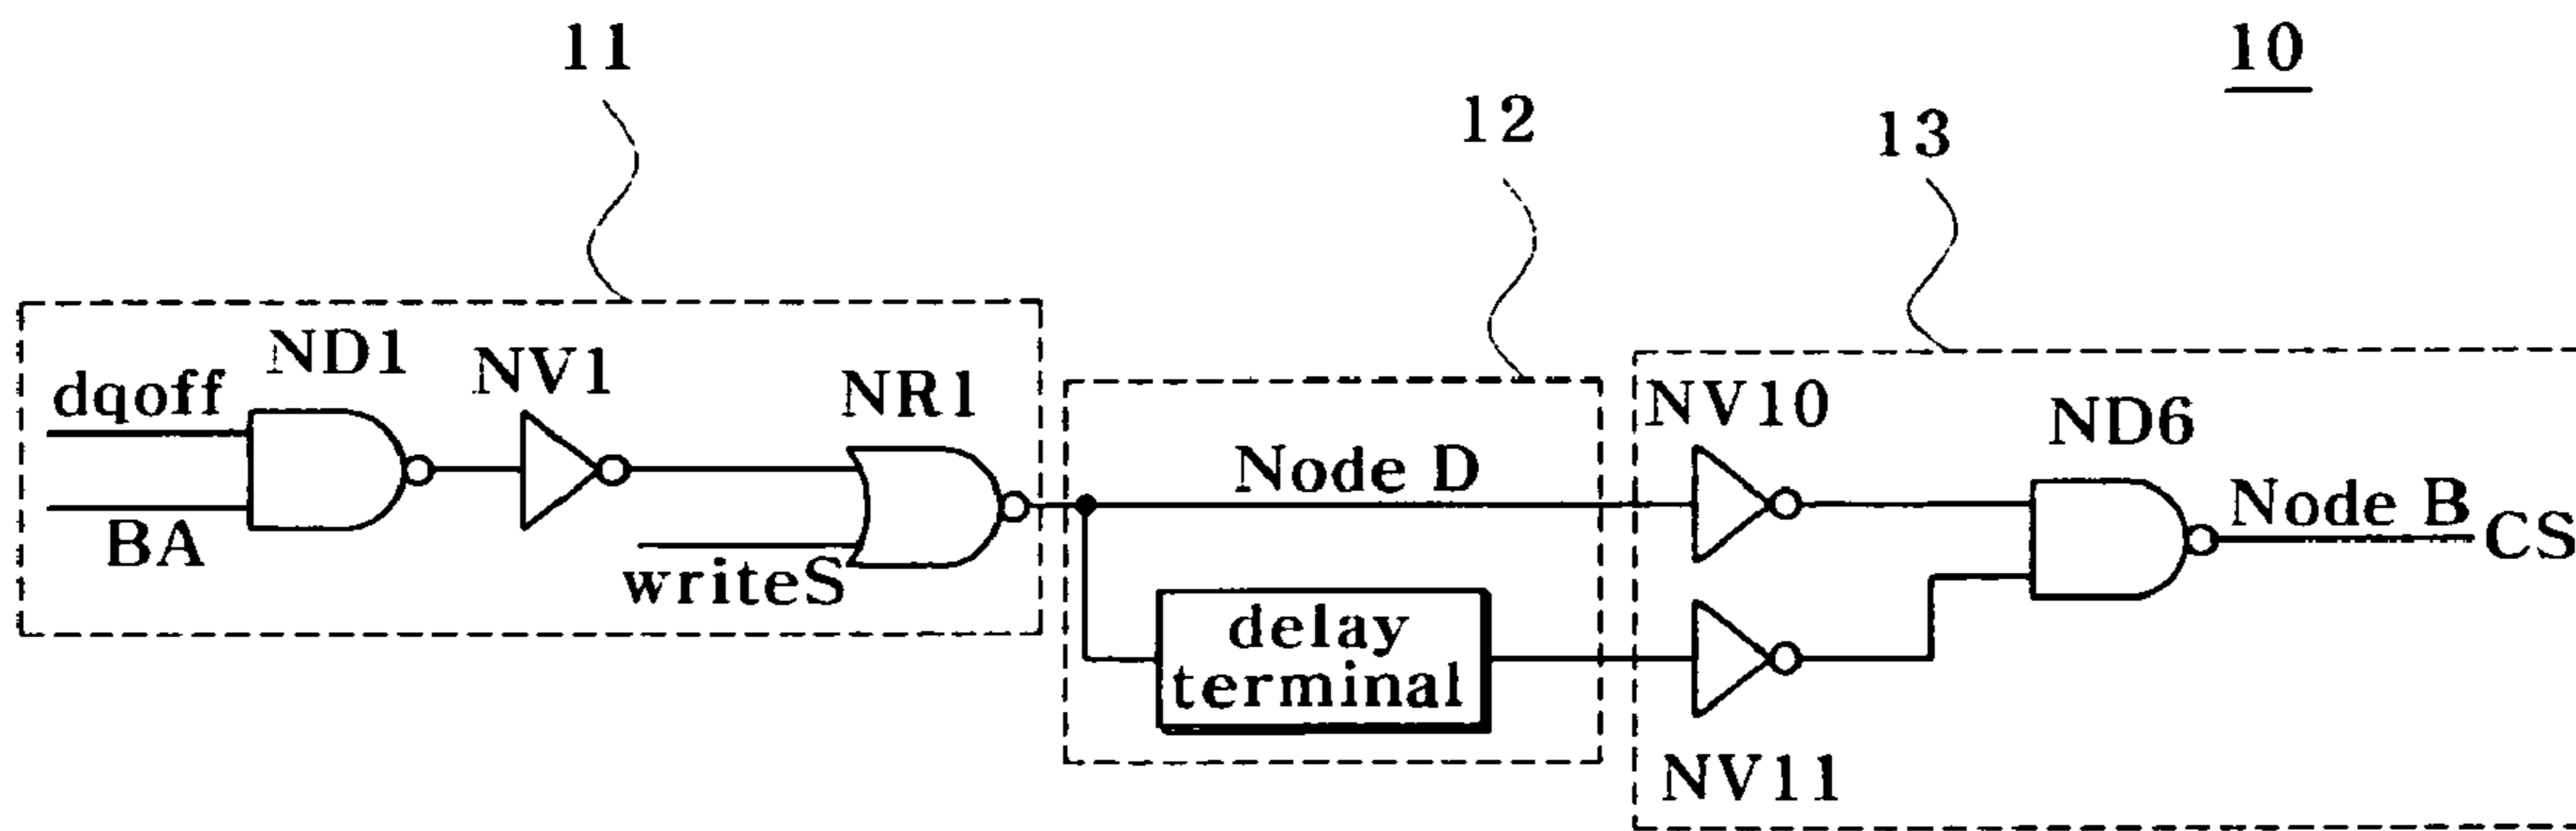 11
10
12
13
ND1
NV1
NR1
dqoff
BA
writeS
Node D
delay
terminal
NV10
NV11
ND6
Node B
CS